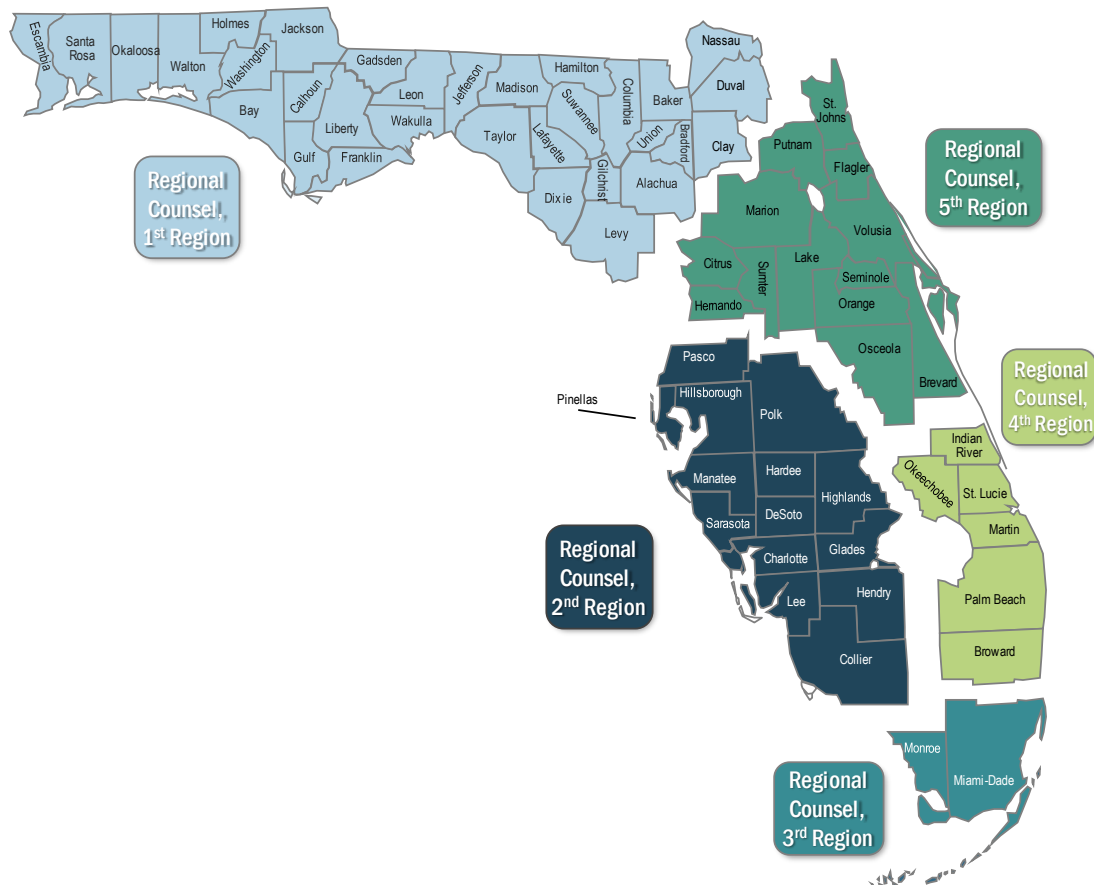 Escambia
Santa
Rosa
Okaloosa
Walton
Holmes
Washington
Jackson
Bay
Calhoun
Gulf
Liberty
Franklin
Gadsden
Leon
Wakulla
Jefferson
Madison
Taylor
Hamilton
Suwannee
Lafayette
Dixie
Columbia
Gilchrist
Levy
Baker
Union
Bradford
Alachua
Nassau
Duval
Clay
Regional
Counsel,
1st Region
St.
Johns
Putnam
Flagler
Marion
Volusia
Citrus
Sumter
Lake
Seminole
Hernando
Orange
Osceola
Brevard
Regional
Counsel,
5th Region
Pasco
Pinellas
Hillsborough
Polk
Manatee
Hardee
Highlands
Sarasota
DeSoto
Charlotte
Glades
Lee
Hendry
Collier
Regional
Counsel,
2nd Region
Regional
Counsel,
4th Region
Indian
River
Okeechobee
St. Lucie
Martin
Palm Beach
Broward
Monroe
Miami-Dade
Regional
Counsel,
3rd Region